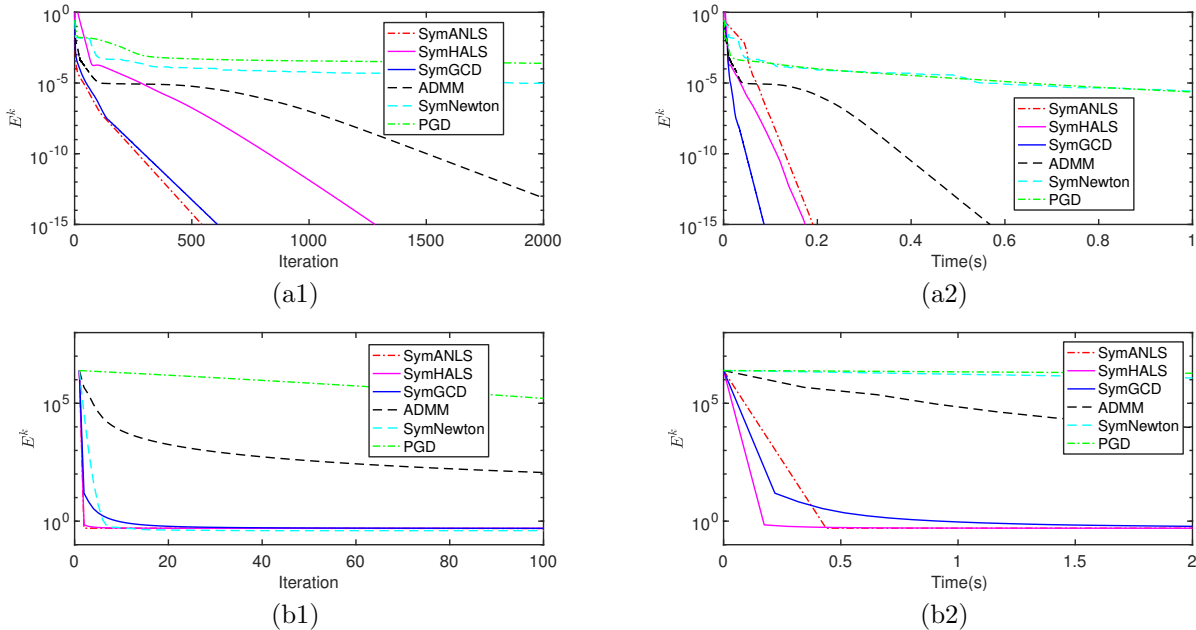 10^0
10^-5
10^-10
10^-15
E^k
0
500
1000
1500
2000
Iteration
SymANLS
SymHALS
SymGCD
ADMM
SymNewton
PGD
(a1)
10^0
10^-5
10^-10
10^-15
E^k
0
0.2
0.4
0.6
0.8
1
Time(s)
SymANLS
SymHALS
SymGCD
ADMM
SymNewton
PGD
(a2)
10^5
10^0
E^k
0
20
40
60
80
100
Iteration
SymANLS
SymHALS
SymGCD
ADMM
SymNewton
PGD
(b1)
10^5
10^0
E^k
0
0.5
1
1.5
2
Time(s)
SymANLS
SymHALS
SymGCD
ADMM
SymNewton
PGD
(b2)